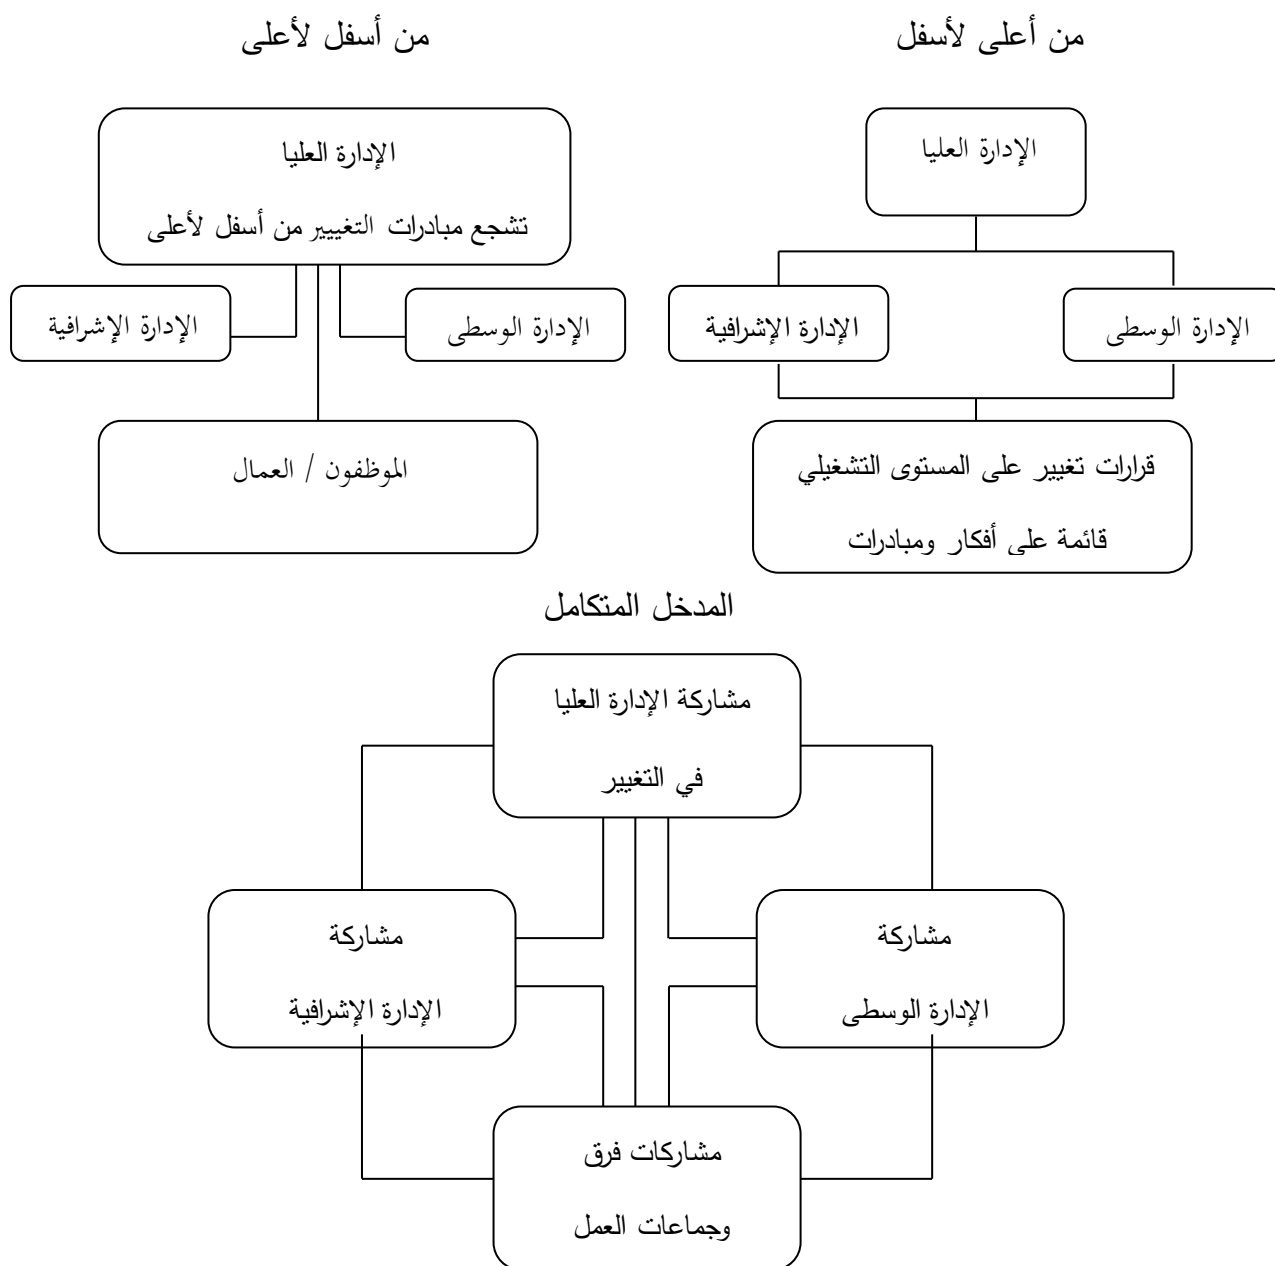 من أعلى لأسفل
الإدارة العليا
الإدارة الوسطى
الإدارة الإشرافية
قرارات تغيير على المستوى التشغيلي
قائمة على أفكار ومبادرات
من أسفل لأعلى
الإدارة العليا
تشجع مبادرات التغيير من أسفل لأعلى
الإدارة الوسطى
الإدارة الإشرافية
الموظفون / العمال
المدخل المتكامل
مشاركة الإدارة العليا
في التغيير
مشاركة
الإدارة الوسطى
مشاركة
الإدارة الإشرافية
مشاركات فرق
وجماعات العمل